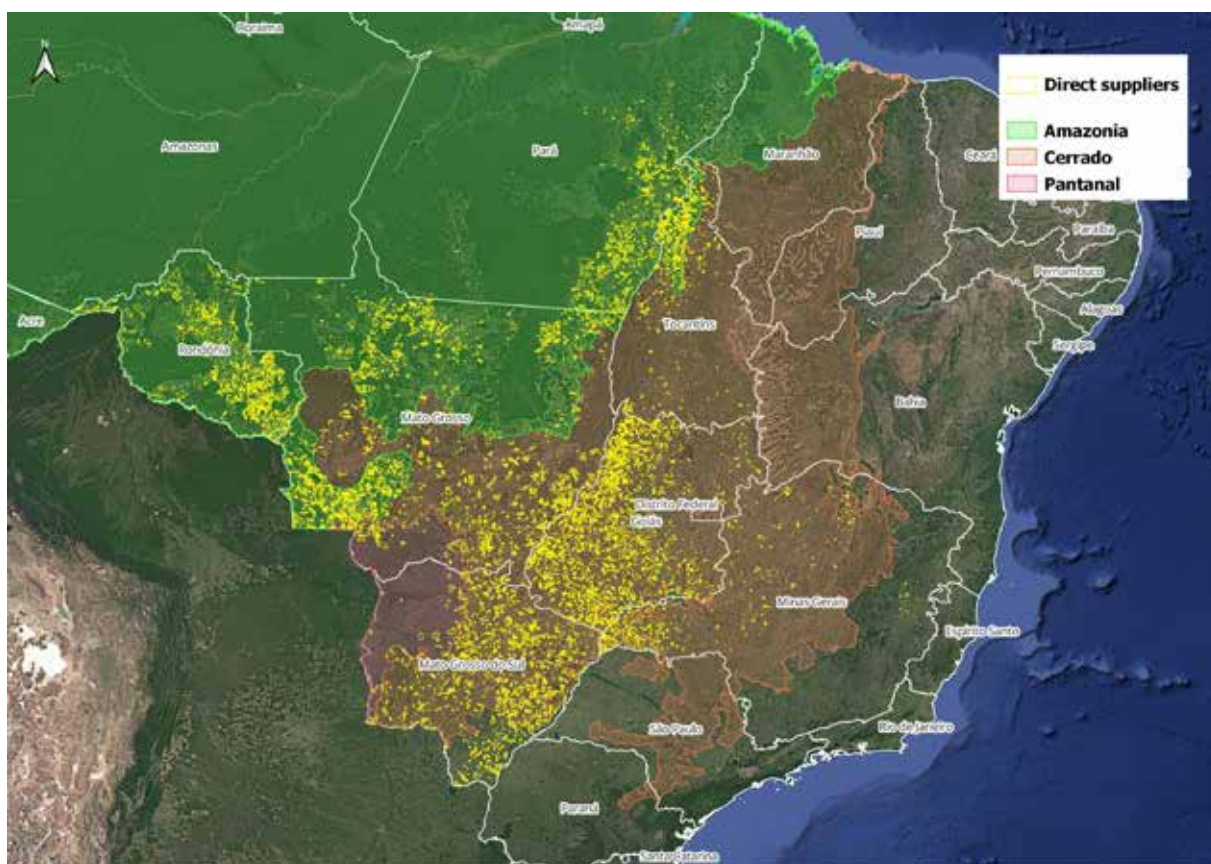 Roraima
Amapá
N
Direct suppliers
Amazonia
Cerrado
Pantanal
Amazonas
Pará
Maranhão
Ceará
Piauí
Paraíba
Pernambuco
Alagoas
Sergipe
Acre
Rondônia
Tocantins
Bahia
Mato Grosso
Distrito Federal
Goiás
Minas Gerais
Espírito Santo
Mato Grosso do Sul
São Paulo
Rio de Janeiro
Paraná
Santa Catarina